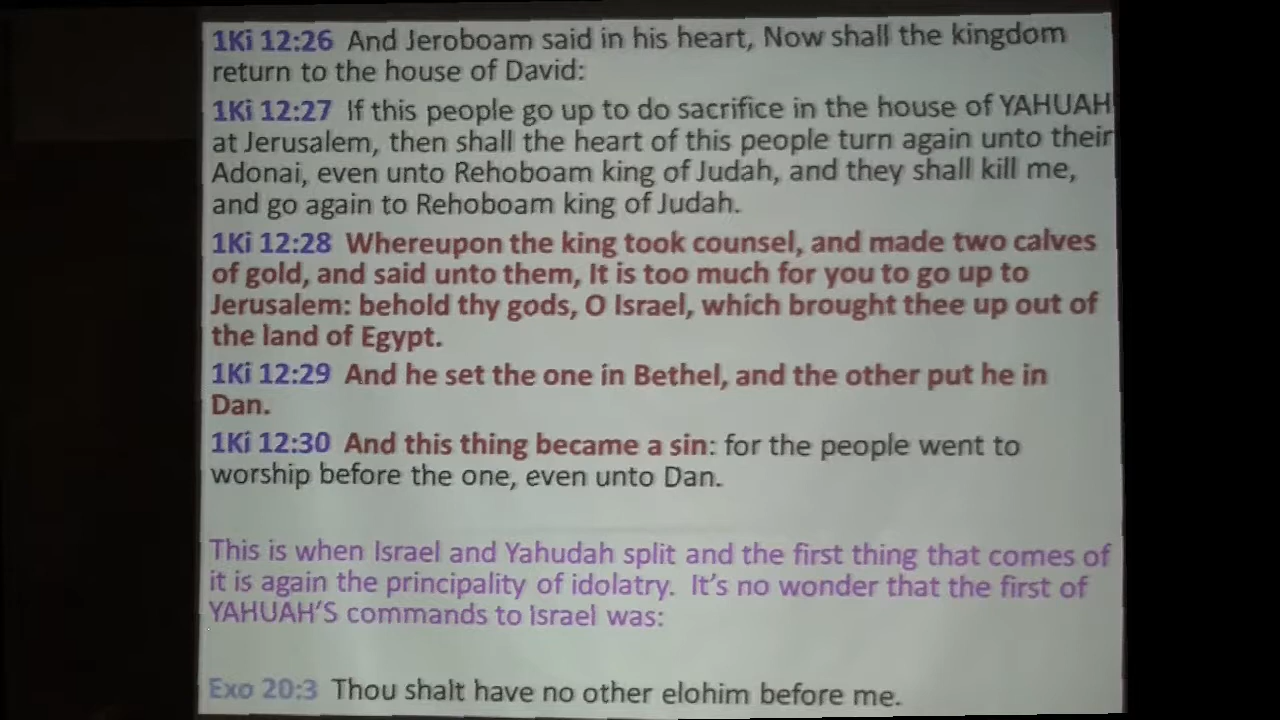 1Ki 12:26 And Jeroboam said in his heart, Now shall the kingdom
return to the house of David:
1Ki 12:27 If this people go up to do sacrifice in the house of YAHUAH
at Jerusalem, then shall the heart of this people turn again unto their
Adonai, even unto Rehoboam king of Judah, and they shall kill me,
and go again to Rehoboam king of Judah.
1Ki 12:28 Whereupon the king took counsel, and made two calves
of gold, and said unto them, It is too much for you to go up to
Jerusalem: behold thy gods, O Israel, which brought thee up out of
the land of Egypt.
1Ki 12:29 And he set the one in Bethel, and the other put he in
Dan.
1Ki 12:30 And this thing became a sin: for the people went to
worship before the one, even unto Dan.
This is when Israel and Yahudah split and the first thing that comes of
it is again the principality of idolatry. It's no wonder that the first of
YAHUAH'S commands to Israel was:
Exo 20:3 Thou shalt have no other elohim before me.